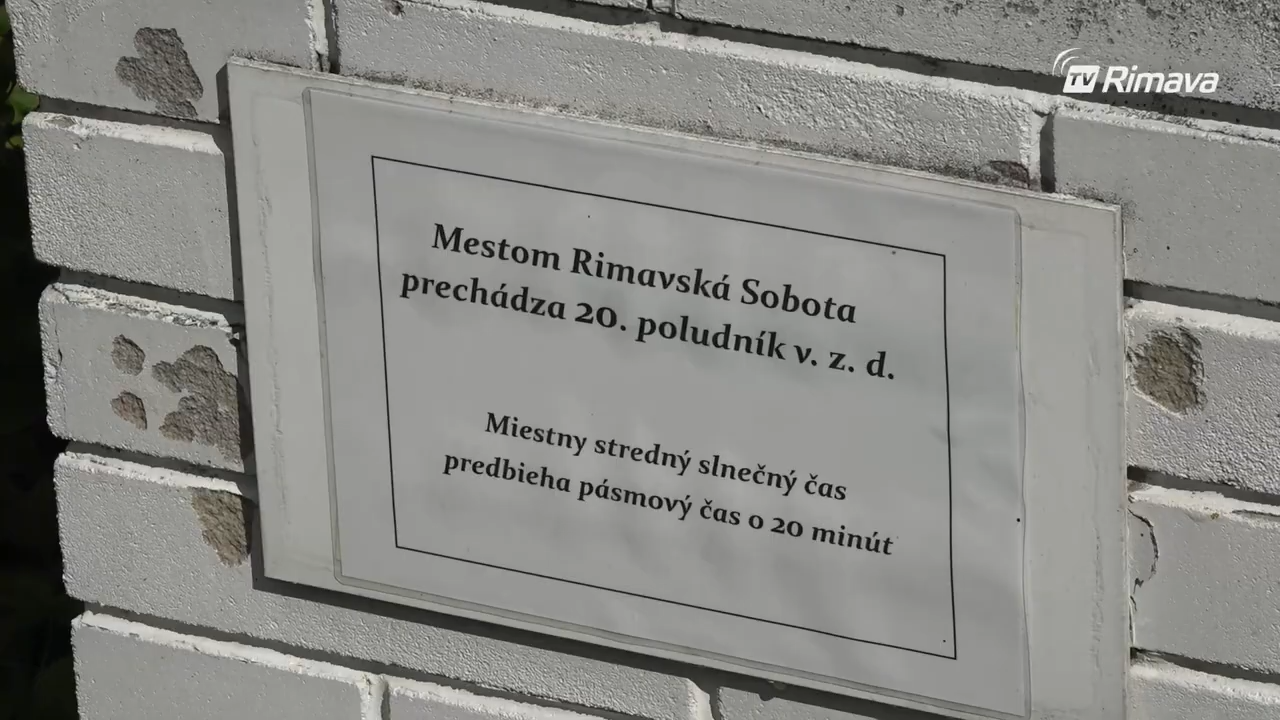 TV Rimava
Mestom Rimavská Sobota
prechádza 20. poludník v. z. d.
Miestny stredný slnečný čas
predbieha pásmový čas o 20 minút